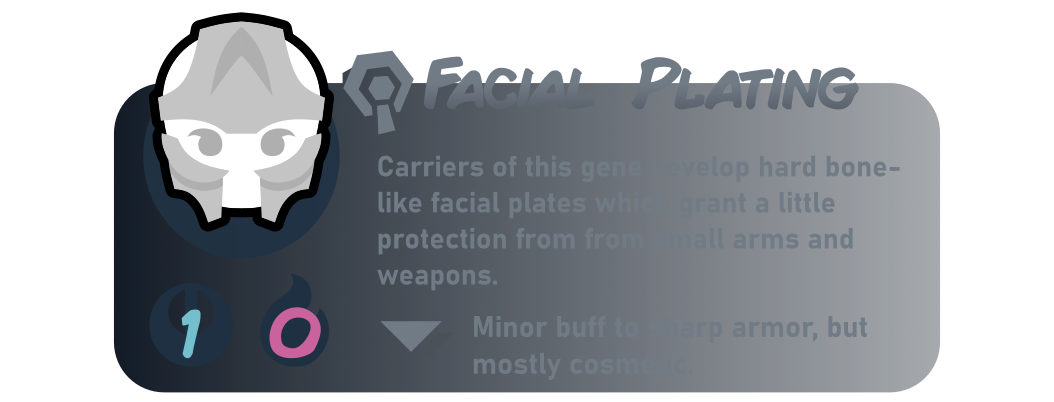 Facial Plating
Carriers of this gene develop hard bone-
like facial plates which grant a little
protection from from small arms and
weapons.
1 0
Minor buff to sharp armor, but
mostly cosmetic.